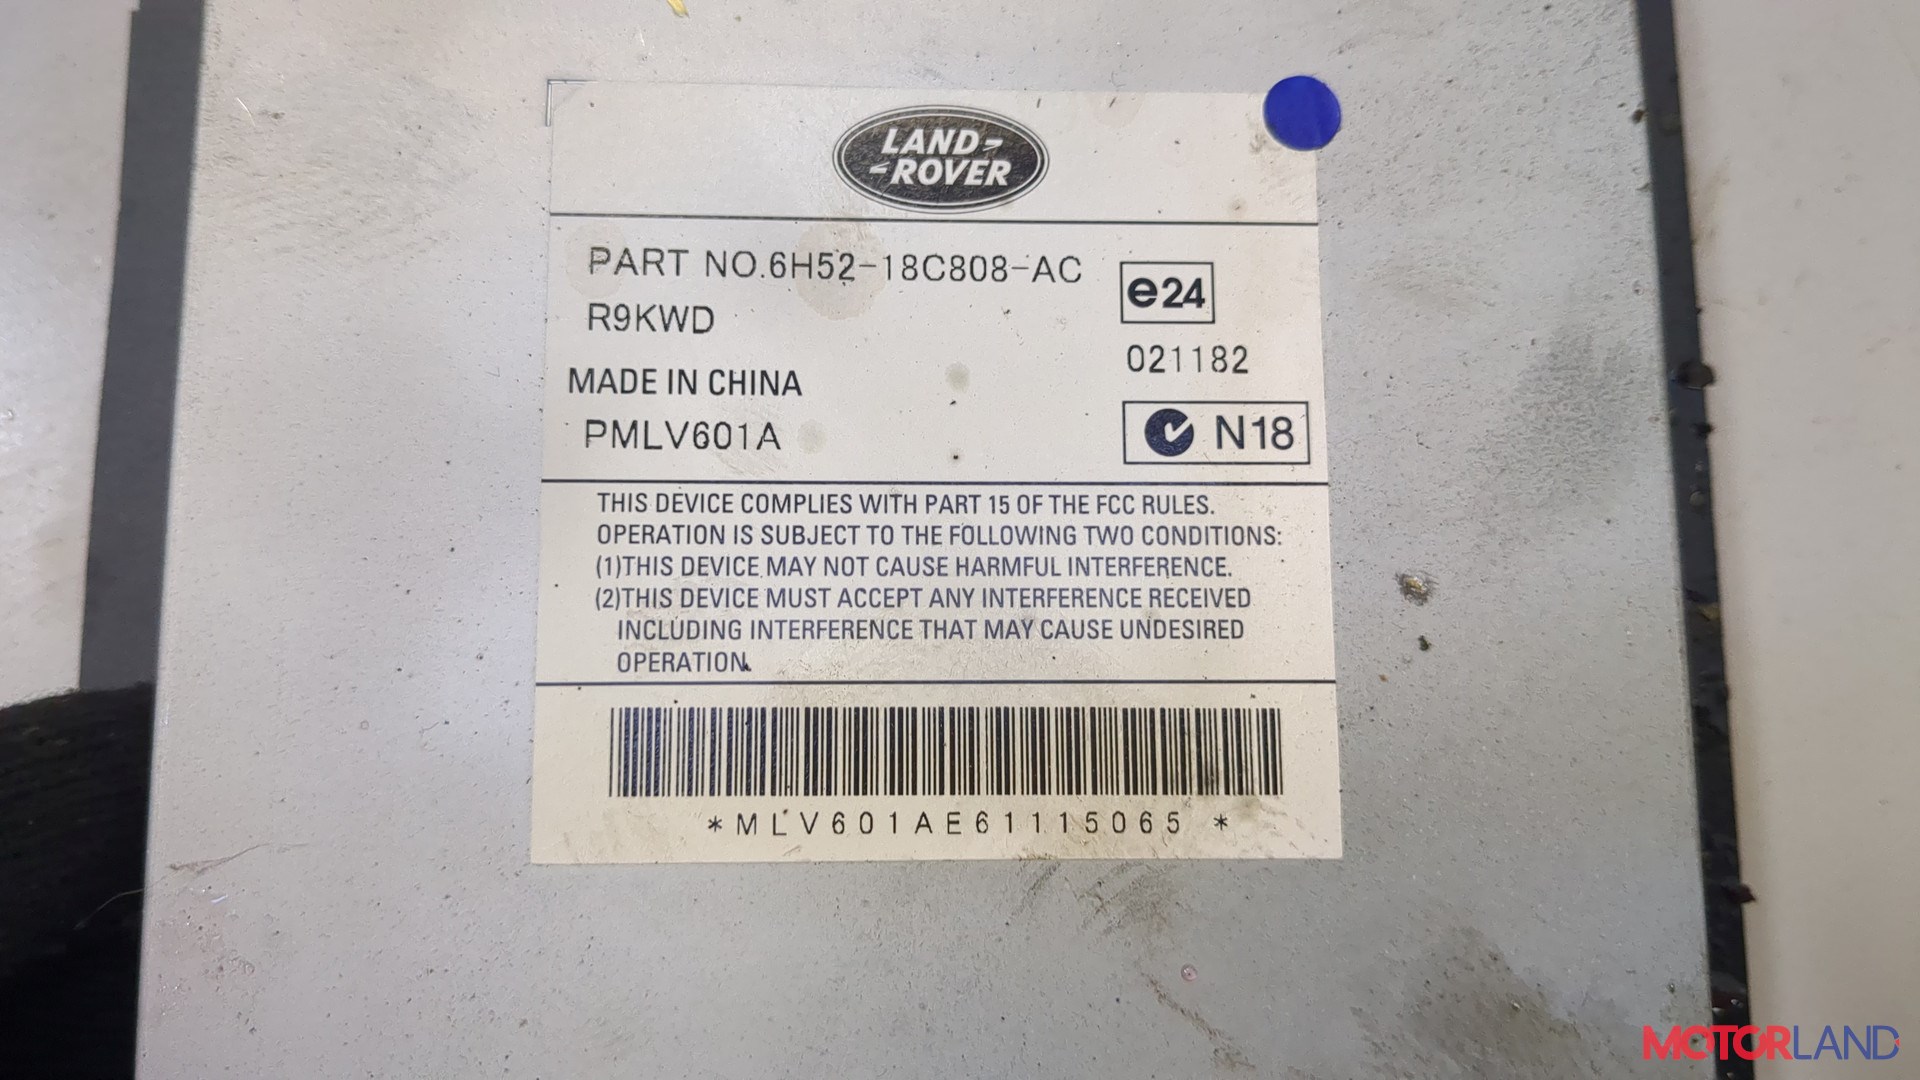 LAND-
-ROVER
PART NO.6H52-18C808-AC
R9KWD
e24
021182
MADE IN CHINA
PMLV601A
N18
THIS DEVICE COMPLIES WITH PART 15 OF THE FCC RULES.
OPERATION IS SUBJECT TO THE FOLLOWING TWO CONDITIONS:
(1)THIS DEVICE MAY NOT CAUSE HARMFUL INTERFERENCE.
(2)THIS DEVICE MUST ACCEPT ANY INTERFERENCE RECEIVED
INCLUDING INTERFERENCE THAT MAY CAUSE UNDESIRED
OPERATION.
*MLV601AE61115065*
MOTORLAND